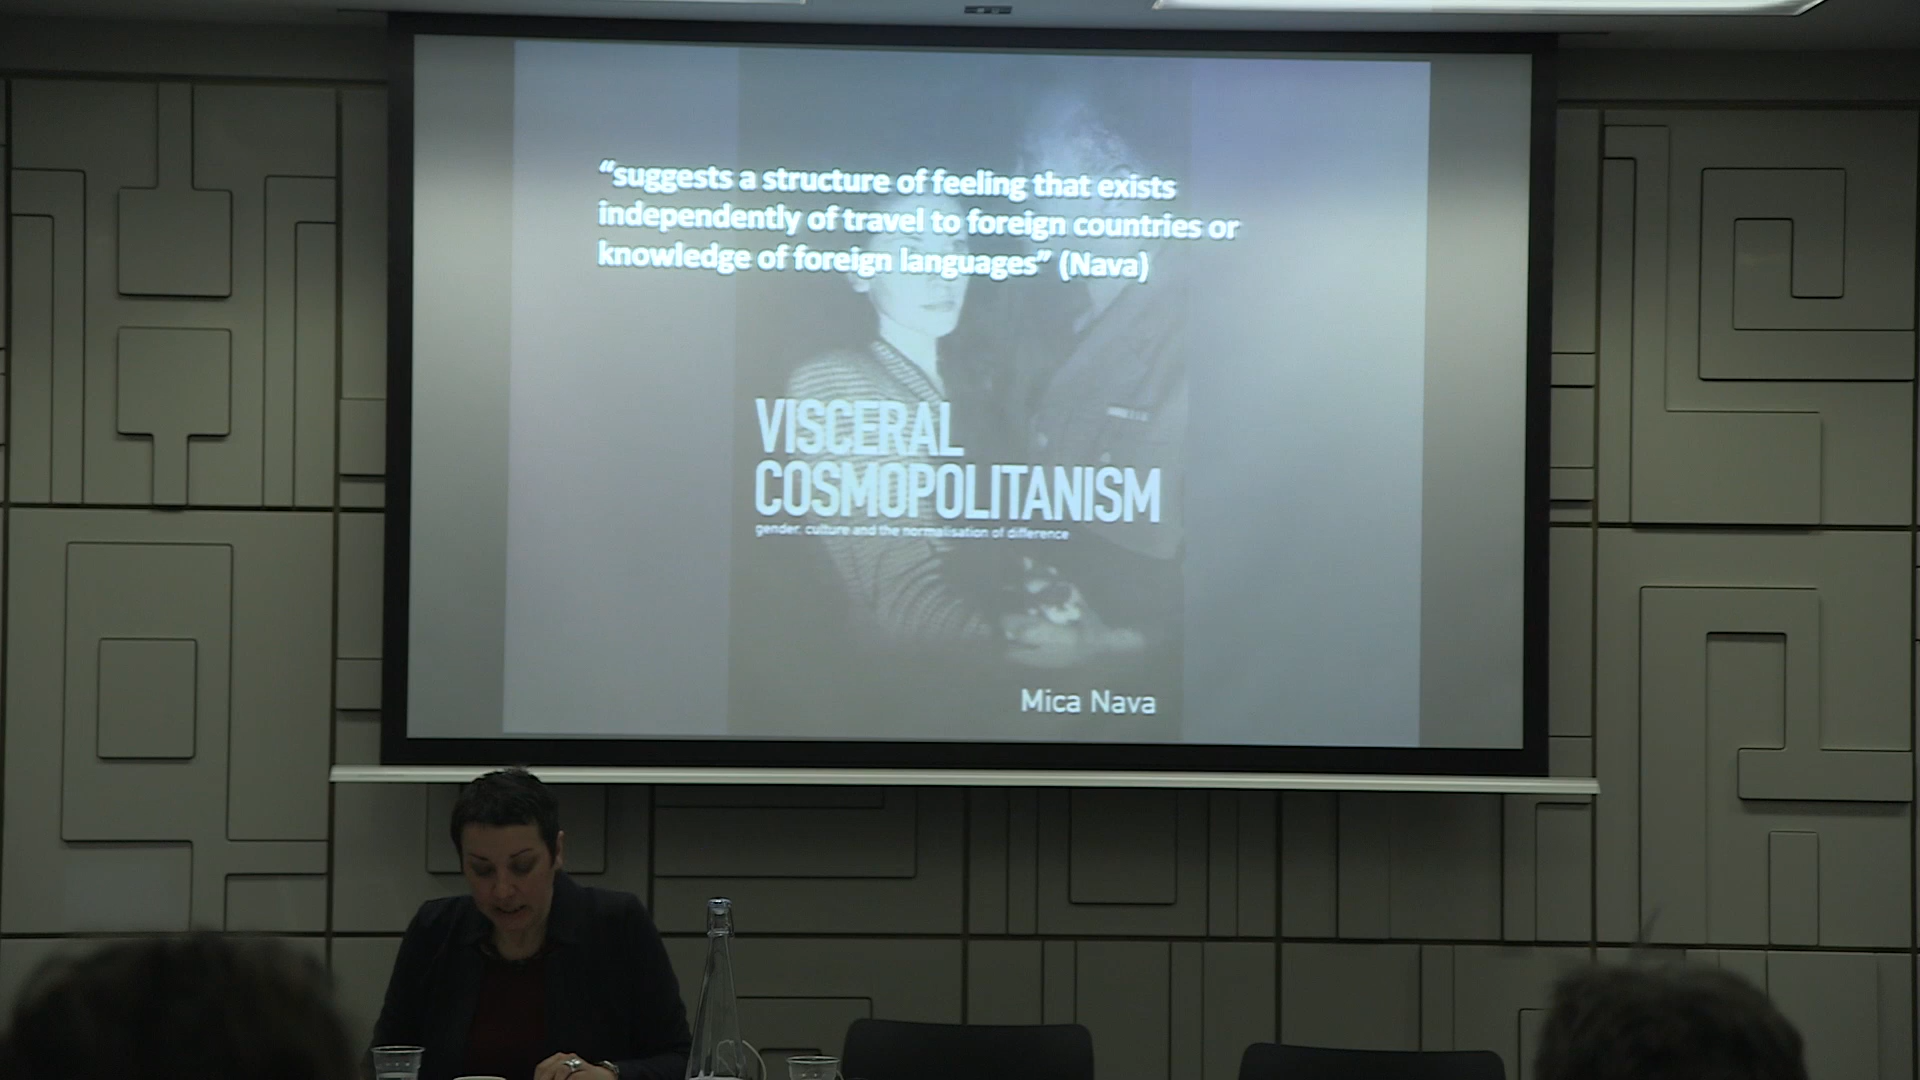 “suggests a structure of feeling that exists
independently of travel to foreign countries or
knowledge of foreign languages” (Nava)
VISCERAL
COSMOPOLITANISM
gender, culture and the normalisation of difference
Mica Nava